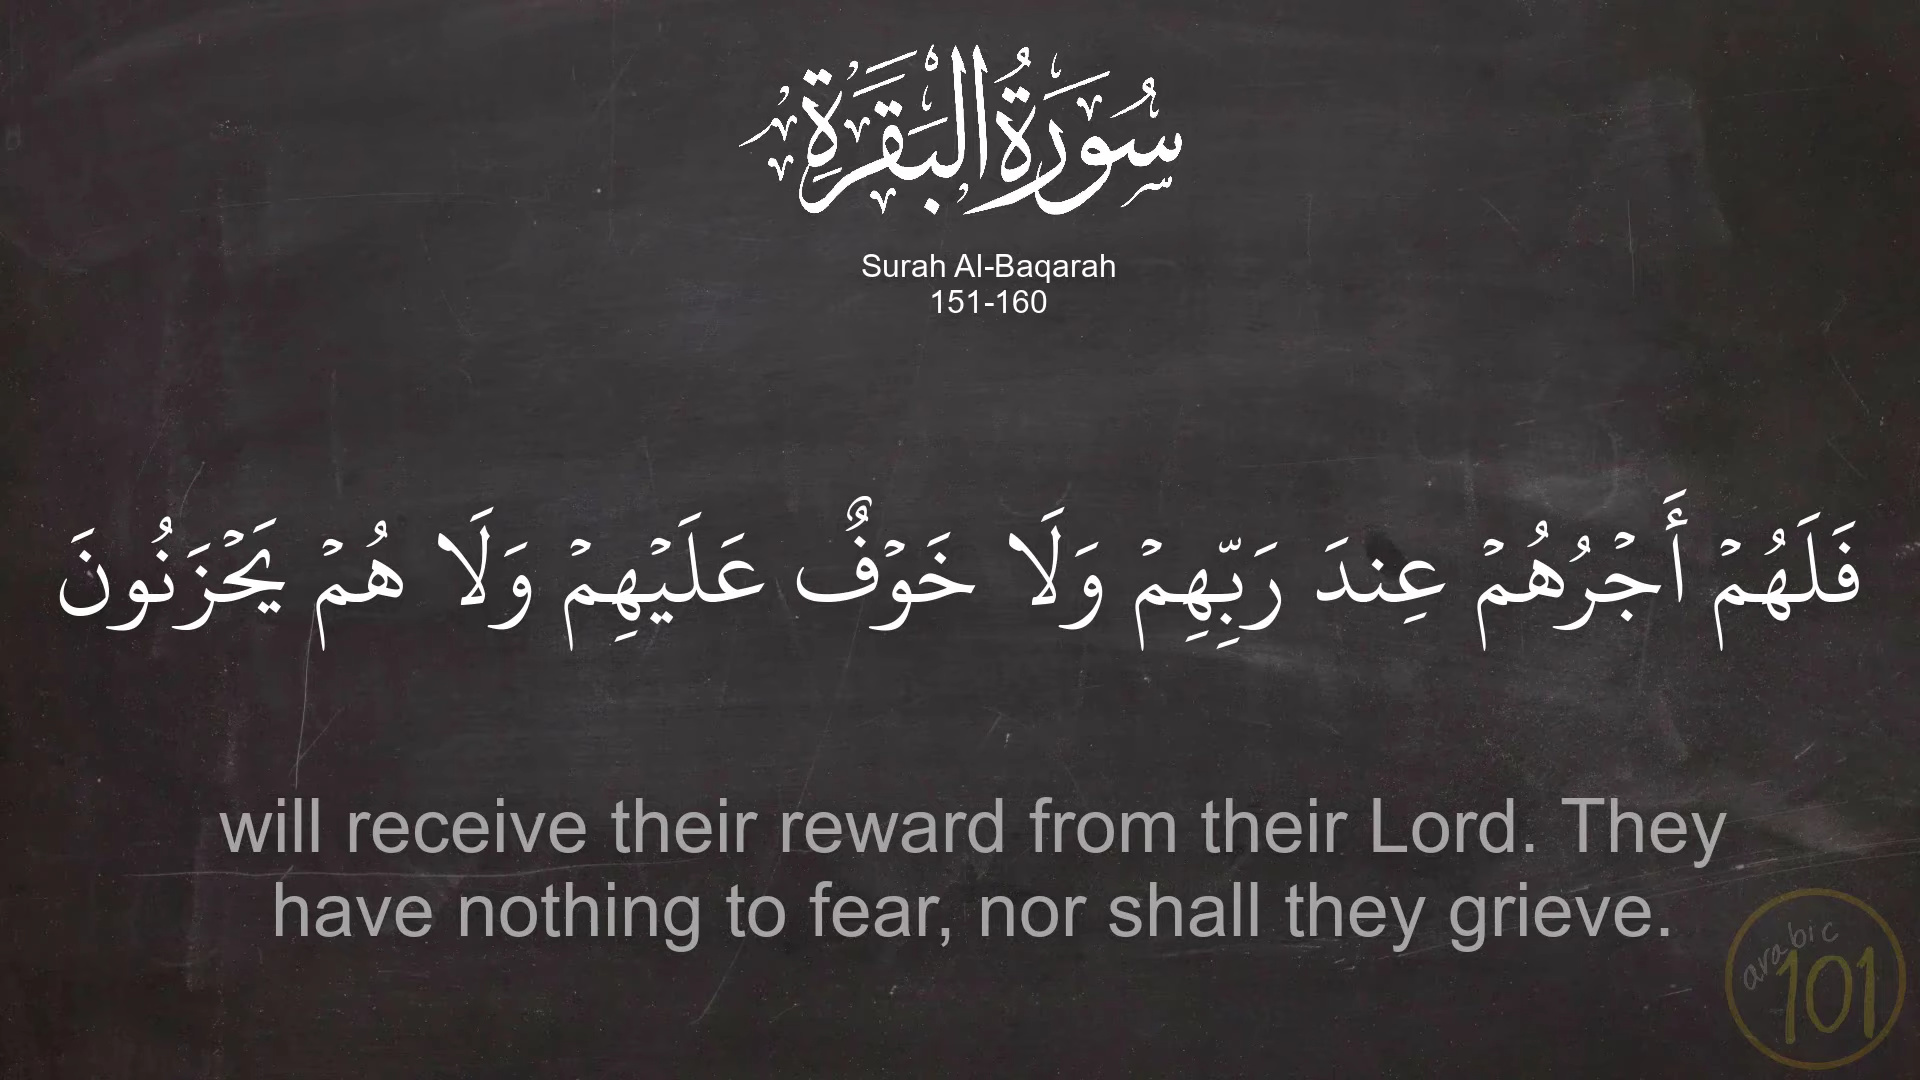 سُورَةُ الْبَقَرَةِ
Surah Al-Baqarah
151-160
فَلَهُمۡ أَجۡرُهُمۡ عِندَ رَبِّهِمۡ وَلَا خَوۡفٌ عَلَيۡهِمۡ وَلَا هُمۡ يَحۡزَنُونَ
will receive their reward from their Lord. They
have nothing to fear, nor shall they grieve.
arabic
101